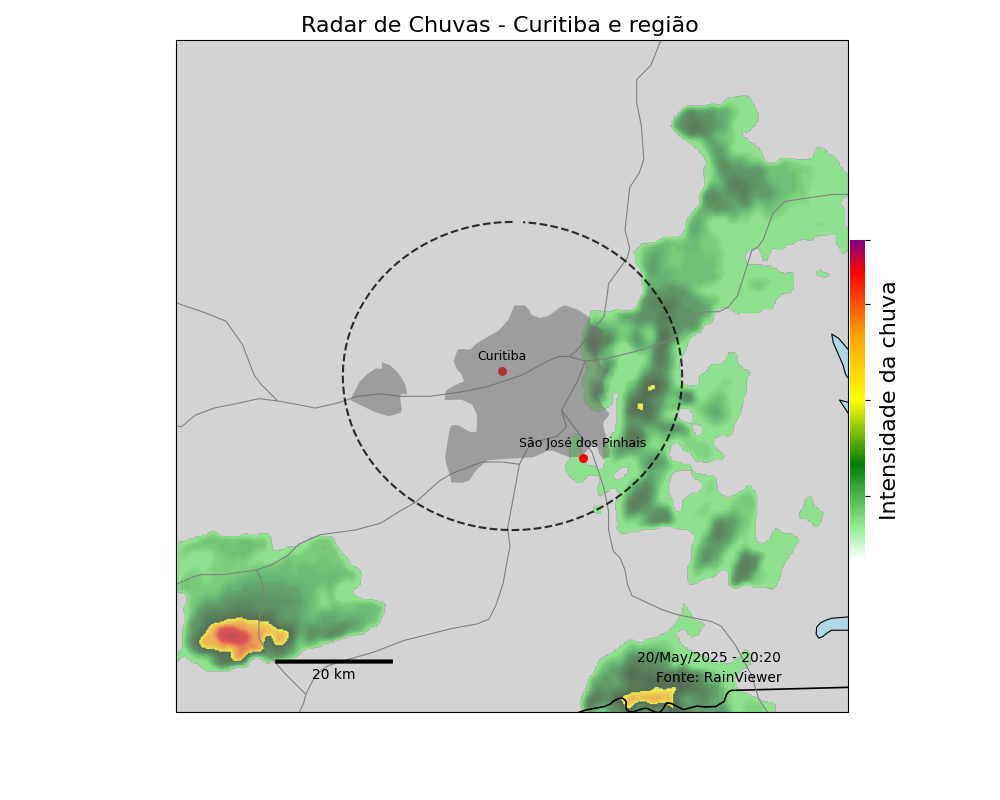 Radar de Chuvas - Curitiba e região
Curitiba
São José dos Pinhais
Intensidade da chuva
20/May/2025 - 20:20
Fonte: RainViewer
20 km